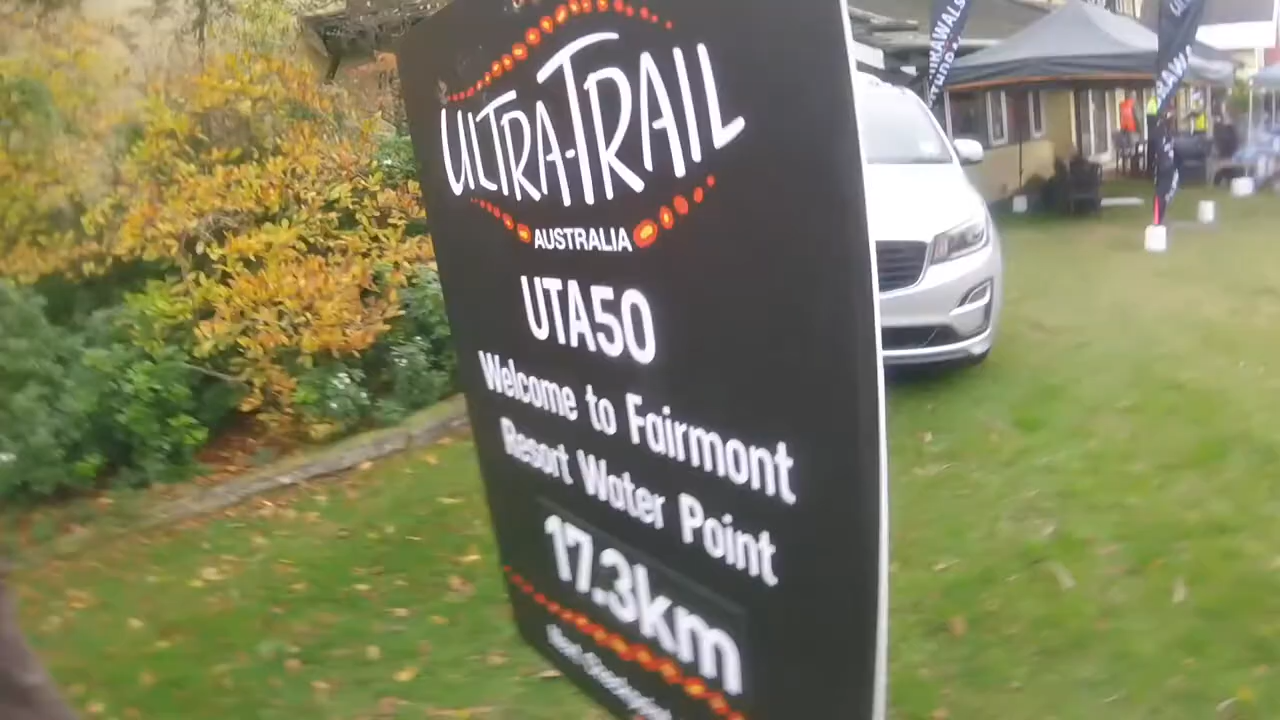 ULTRA-TRAIL
AUSTRALIA
UTA50
Welcome to Fairmont
Resort Water Point
17.3km